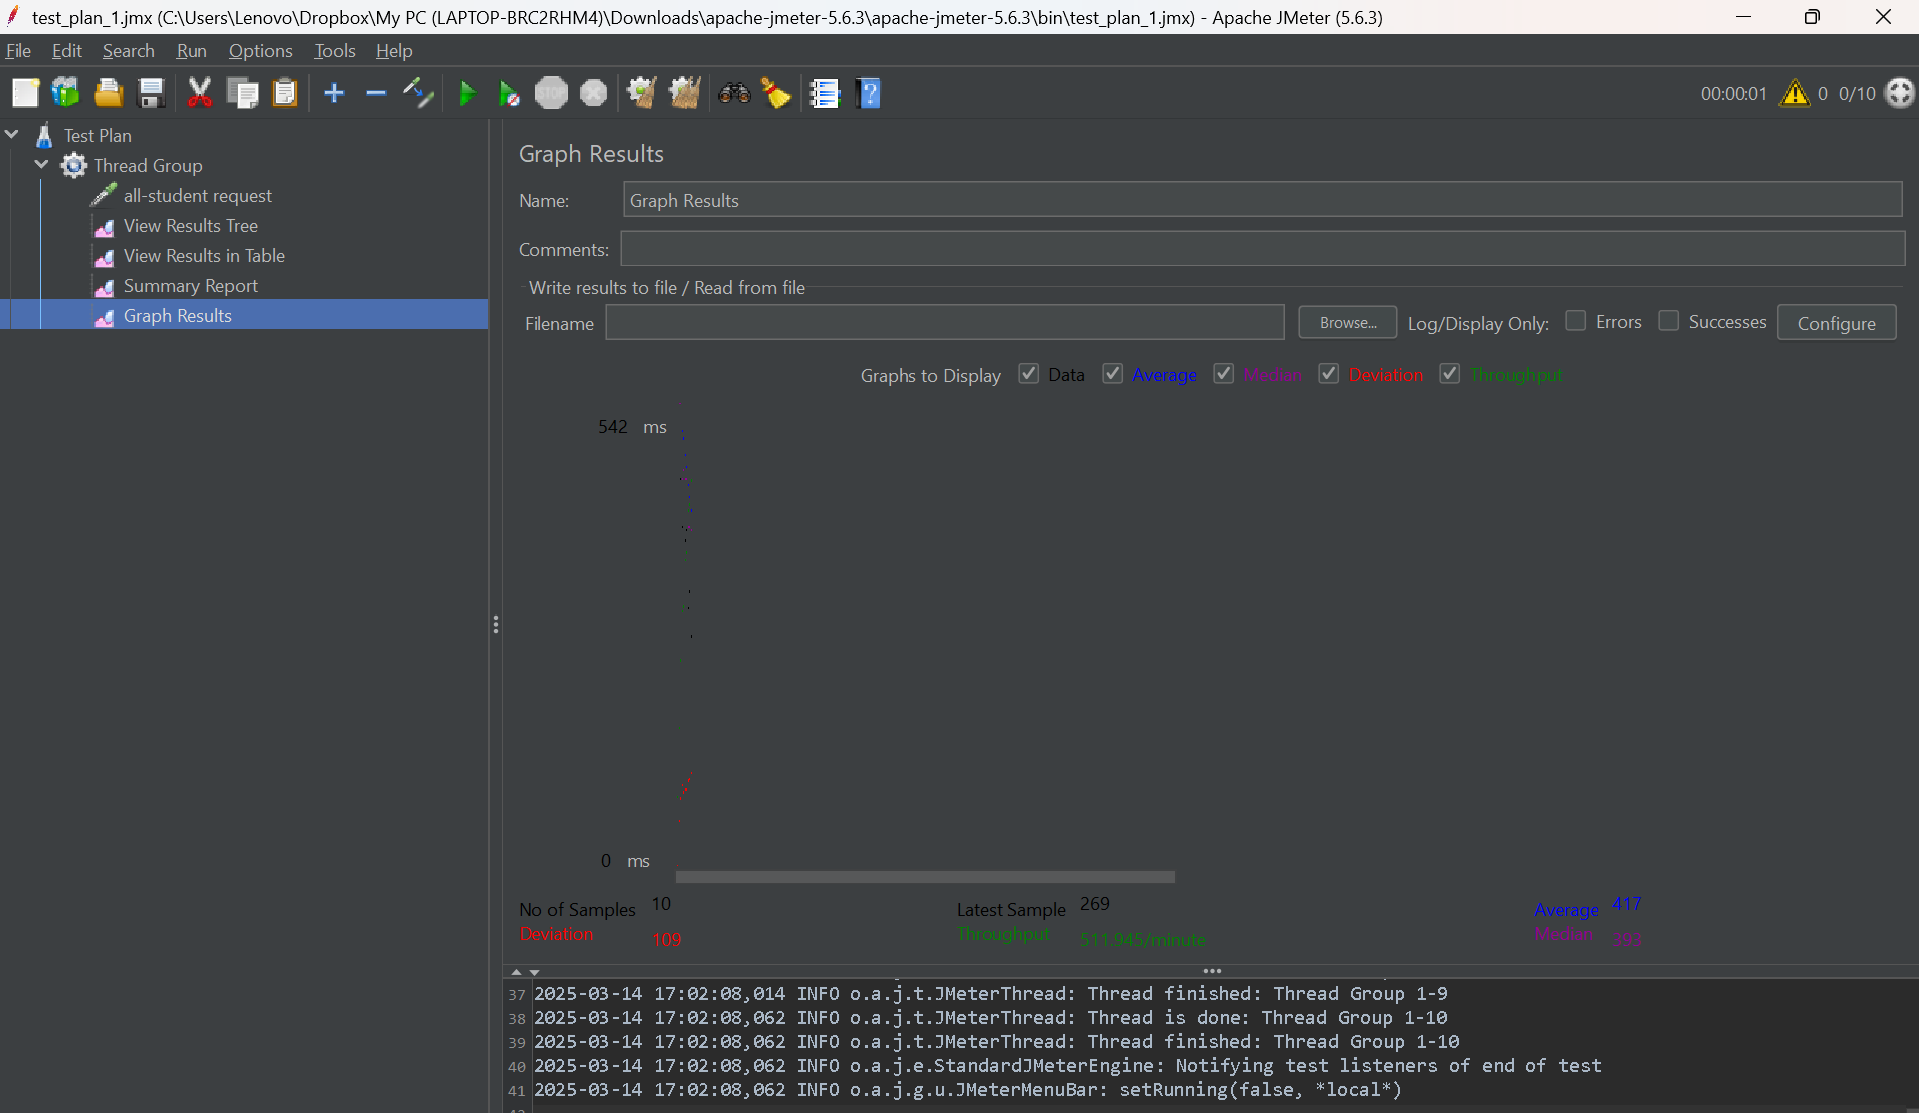 test_plan_1.jmx (C:\Users\Lenovo\Dropbox\My PC (LAPTOP-BRC2RHM4)\Downloads\apache-jmeter-5.6.3\apache-jmeter-5.6.3\bin\test_plan_1.jmx) - Apache JMeter (5.6.3)
File Edit Search Run Options Tools Help
STOP
00:00:01 0 0/10
Test Plan
Thread Group
all-student request
View Results Tree
View Results in Table
Summary Report
Graph Results
Graph Results
Name: Graph Results
Comments:
Write results to file / Read from file
Filename Browse... Log/Display Only: Errors Successes Configure
Graphs to Display Data Average Median Deviation Throughput
542 ms
0 ms
No of Samples 10 Latest Sample 269 Average 417
Deviation 109 Throughput 511.945/minute Median 393
37 2025-03-14 17:02:08,014 INFO o.a.j.t.JMeterThread: Thread finished: Thread Group 1-9
38 2025-03-14 17:02:08,062 INFO o.a.j.t.JMeterThread: Thread is done: Thread Group 1-10
39 2025-03-14 17:02:08,062 INFO o.a.j.t.JMeterThread: Thread finished: Thread Group 1-10
40 2025-03-14 17:02:08,062 INFO o.a.j.e.StandardJMeterEngine: Notifying test listeners of end of test
41 2025-03-14 17:02:08,062 INFO o.a.j.g.u.JMeterMenuBar: setRunning(false, *local*)